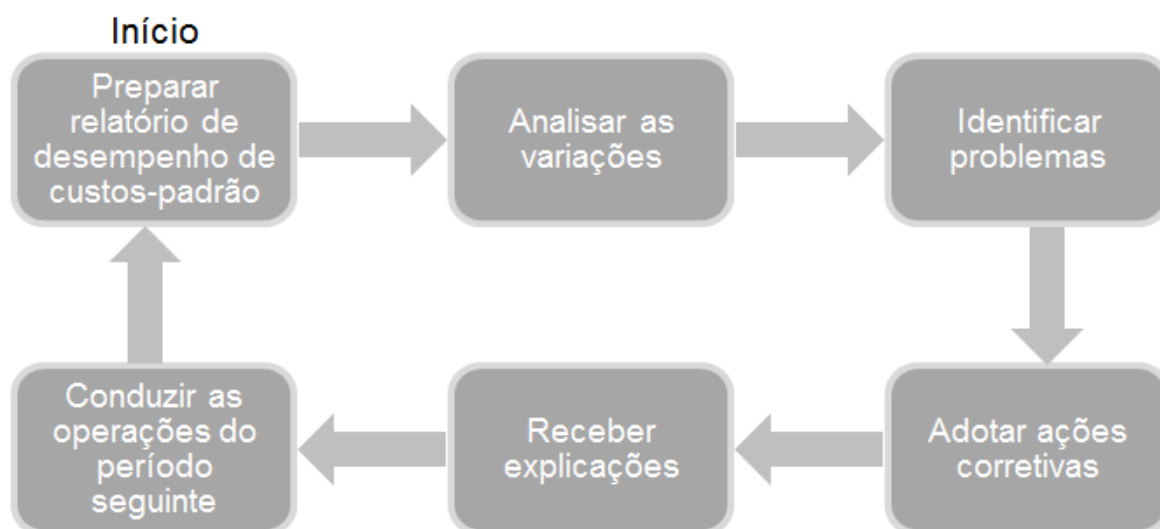 Início
Preparar
relatório de
desempenho de
custos-padrão
Analisar as
variações
Identificar
problemas
Adotar ações
corretivas
Receber
explicações
Conduzir as
operações do
período
seguinte